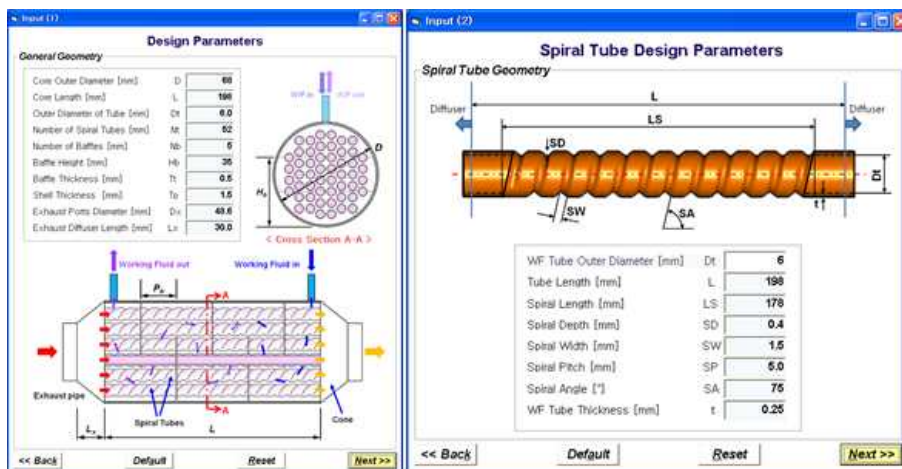 Input (1)
Design Parameters
General Geometry
Core Outer Diameter [mm] D 68
Core Length [mm] L 198
Outer Diameter of Tube [mm] Dt 6.0
Number of Spiral Tubes [mm] Nt 52
Number of Baffles [mm] Nb 5
Baffle Height [mm] Hb 35
Baffle Thickness [mm] Tt 0.5
Shell Thickness [mm] 1.5
Exhaust Ports Diameter [mm] Dx 48.6
Exhaust Diffuser Length [mm] Lx 30.0
D
< Cross Section A-A >
Working Fluid out
Working Fluid in
A
A
Exhaust pipe
Spiral Tubes
Cone
L
<< Back
Default
Reset
Next >>
Input (2)
Spiral Tube Design Parameters
Spiral Tube Geometry
L
Diffuser
Diffuser
LS
SD
Dt
t
SW
SA
WF Tube Outer Diameter [mm] Dt 6
Tube Length [mm] L 198
Spiral Length [mm] LS 178
Spiral Depth [mm] SD 0.4
Spiral Width [mm] SW 1.5
Spiral Pitch [mm] SP 5.0
Spiral Angle [°] SA 75
WF Tube Thickness [mm] t 0.25
<< Back
Default
Reset
Next >>